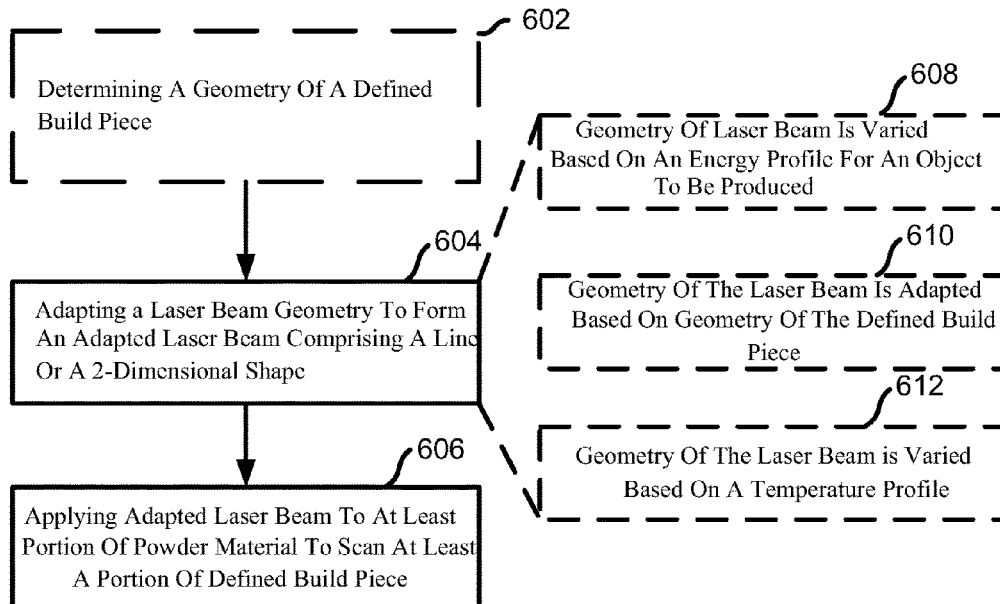 602
Determining A Geometry Of A Defined
Build Piece
604
Adapting a Laser Beam Geometry To Form
An Adapted Laser Beam Comprising A Line
Or A 2-Dimensional Shape
606
Applying Adapted Laser Beam To At Least
Portion Of Powder Material To Scan At Least
A Portion Of Defined Build Piece
608
Geometry Of Laser Beam Is Varied
Based On An Energy Profile For An Object
To Be Produced
610
Geometry Of The Laser Beam Is Adapted
Based On Geometry Of The Defined Build
Piece
612
Geometry Of The Laser Beam is Varied
Based On A Temperature Profile